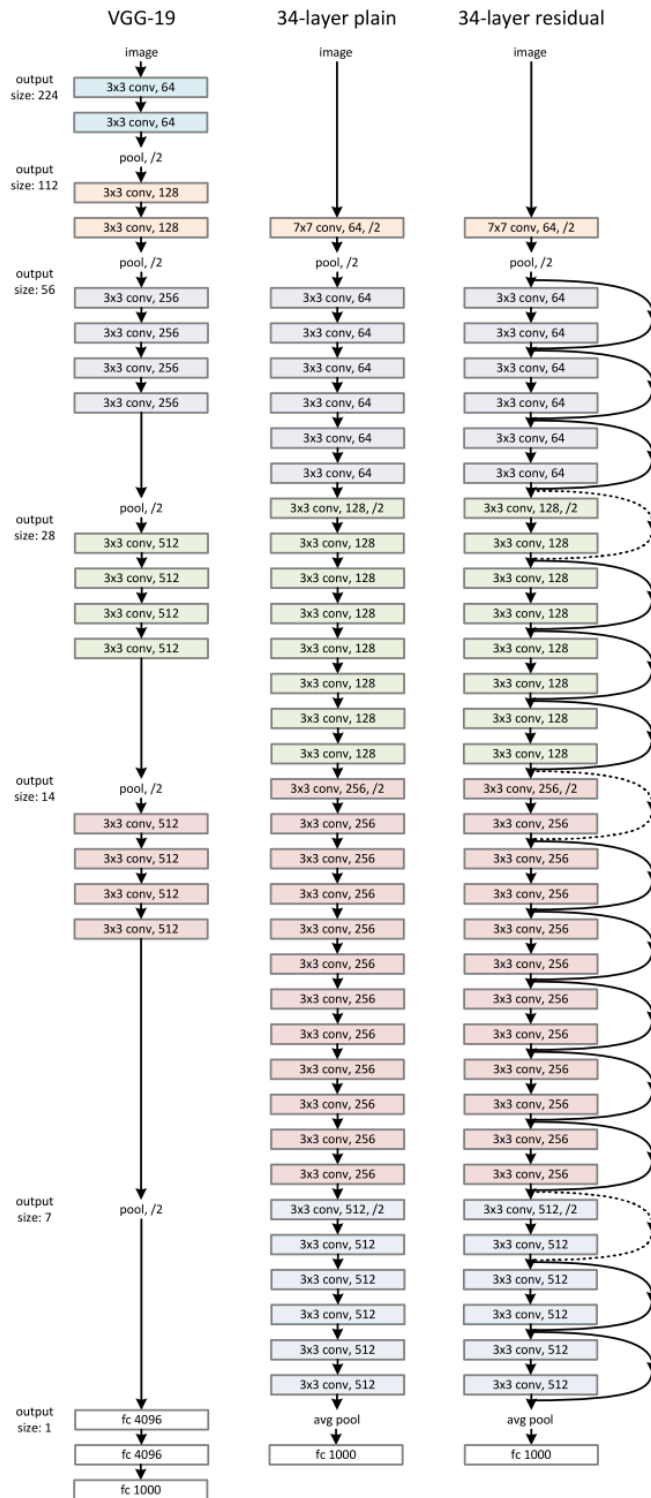 output
size: 224
output
size: 112
output
size: 56
output
size: 28
output
size: 14
output
size: 7
output
size: 1
VGG-19
image
3x3 conv, 64
3x3 conv, 64
pool, /2
3x3 conv, 128
3x3 conv, 128
pool, /2
3x3 conv, 256
3x3 conv, 256
3x3 conv, 256
3x3 conv, 256
pool, /2
3x3 conv, 512
3x3 conv, 512
3x3 conv, 512
3x3 conv, 512
pool, /2
3x3 conv, 512
3x3 conv, 512
3x3 conv, 512
3x3 conv, 512
pool, /2
fc 4096
fc 4096
fc 1000
34-layer plain
image
7x7 conv, 64, /2
pool, /2
3x3 conv, 64
3x3 conv, 64
3x3 conv, 64
3x3 conv, 64
3x3 conv, 64
3x3 conv, 64
3x3 conv, 128, /2
3x3 conv, 128
3x3 conv, 128
3x3 conv, 128
3x3 conv, 128
3x3 conv, 128
3x3 conv, 128
3x3 conv, 128
3x3 conv, 256, /2
3x3 conv, 256
3x3 conv, 256
3x3 conv, 256
3x3 conv, 256
3x3 conv, 256
3x3 conv, 256
3x3 conv, 256
3x3 conv, 256
3x3 conv, 256
3x3 conv, 256
3x3 conv, 256
3x3 conv, 512, /2
3x3 conv, 512
3x3 conv, 512
3x3 conv, 512
3x3 conv, 512
3x3 conv, 512
avg pool
fc 1000
34-layer residual
image
7x7 conv, 64, /2
pool, /2
3x3 conv, 64
3x3 conv, 64
3x3 conv, 64
3x3 conv, 64
3x3 conv, 64
3x3 conv, 64
3x3 conv, 128, /2
3x3 conv, 128
3x3 conv, 128
3x3 conv, 128
3x3 conv, 128
3x3 conv, 128
3x3 conv, 128
3x3 conv, 128
3x3 conv, 256, /2
3x3 conv, 256
3x3 conv, 256
3x3 conv, 256
3x3 conv, 256
3x3 conv, 256
3x3 conv, 256
3x3 conv, 256
3x3 conv, 256
3x3 conv, 256
3x3 conv, 256
3x3 conv, 256
3x3 conv, 512, /2
3x3 conv, 512
3x3 conv, 512
3x3 conv, 512
3x3 conv, 512
3x3 conv, 512
avg pool
fc 1000